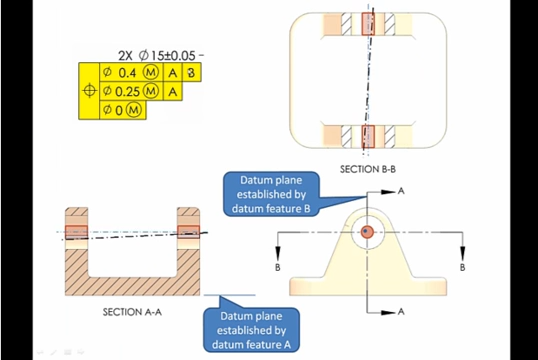 2X Ø15±0.05
⌖ Ø 0.4 Ⓜ A B
Ø 0.25 Ⓜ A
Ø 0 Ⓜ
SECTION B-B
Datum plane
established by
datum feature B
A
B
B
A
SECTION A-A
Datum plane
established by
datum feature A